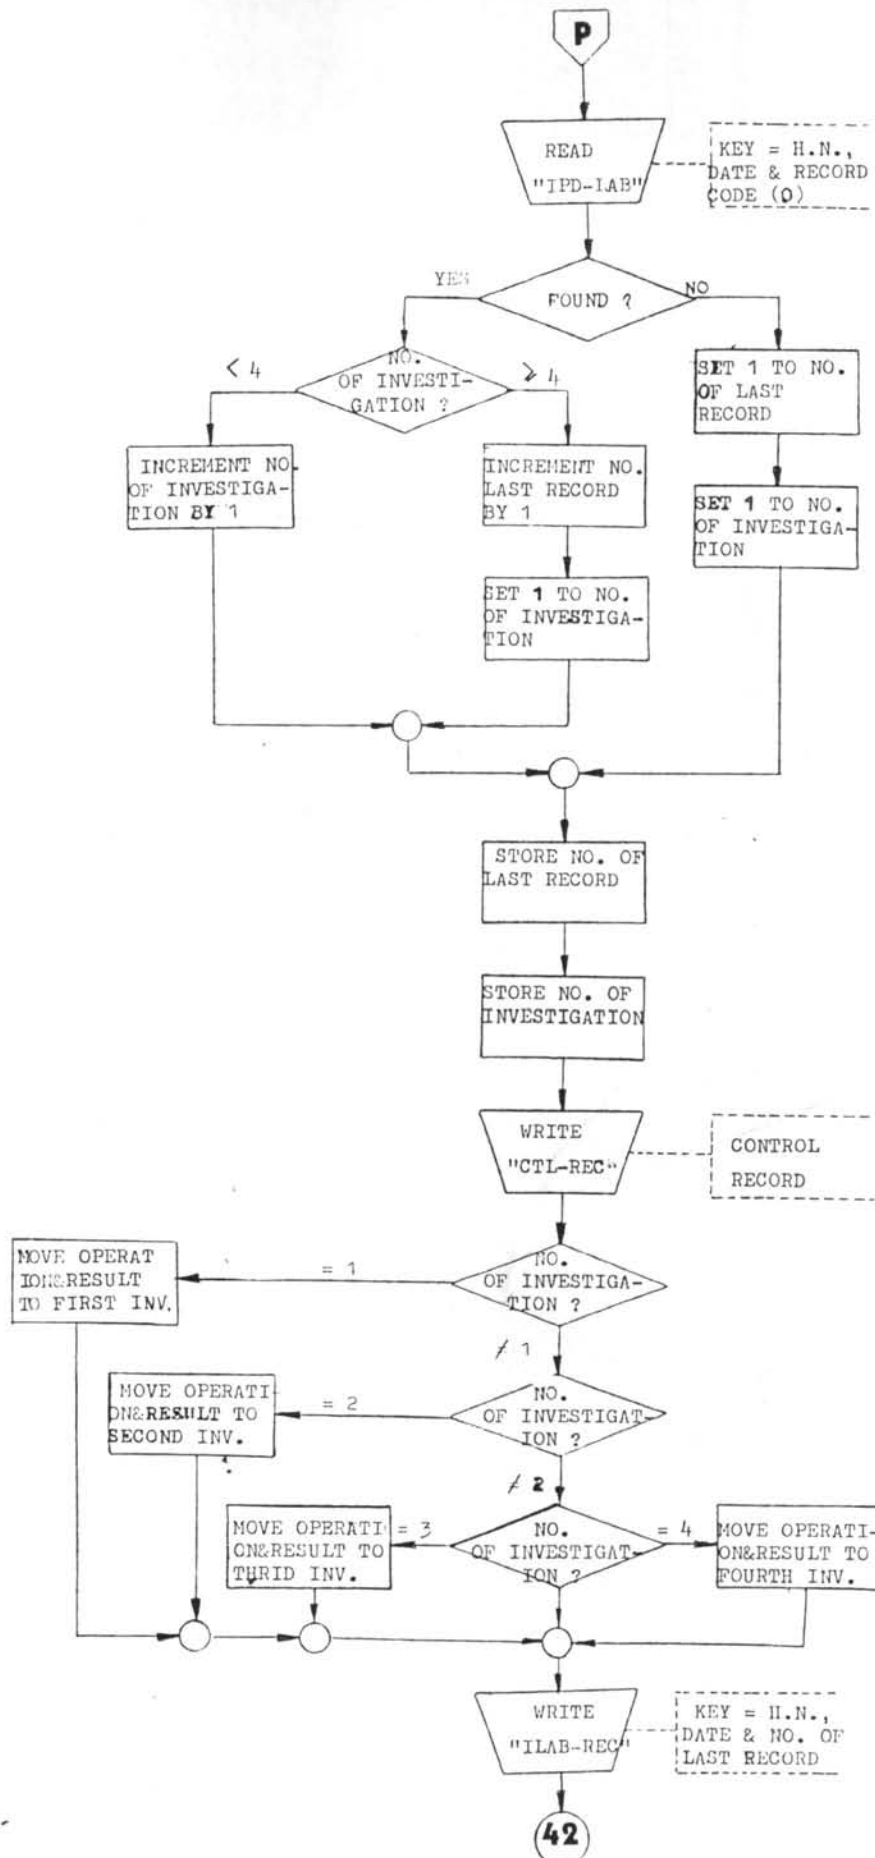 P
READ
"IPD-LAB"
KEY = H.N.,
DATE & RECORD
CODE (0)
FOUND ?
YES
NO
NO.
OF INVESTI-
GATION ?
< 4
≥ 4
SET 1 TO NO.
OF LAST
RECORD
INCREMENT NO.
OF INVESTIGA-
TION BY 1
INCREMENT NO.
LAST RECORD
BY 1
SET 1 TO NO.
OF INVESTIGA-
TION
SET 1 TO NO.
OF INVESTIGA-
TION
STORE NO. OF
LAST RECORD
STORE NO. OF
INVESTIGATION
WRITE
"CTL-REC"
CONTROL
RECORD
NO.
OF INVESTIGA-
TION ?
= 1
MOVE OPERAT
ION&RESULT
TO FIRST INV.
≠ 1
NO.
OF INVESTIGAT-
ION ?
= 2
MOVE OPERATI-
ON&RESULT TO
SECOND INV.
≠ 2
NO.
OF INVESTIGAT-
ION ?
= 3
MOVE OPERATI-
ON&RESULT TO
THRID INV.
= 4
MOVE OPERATI-
ON&RESULT TO
FOURTH INV.
WRITE
"ILAB-REC"
KEY = H.N.,
DATE & NO. OF
LAST RECORD
42